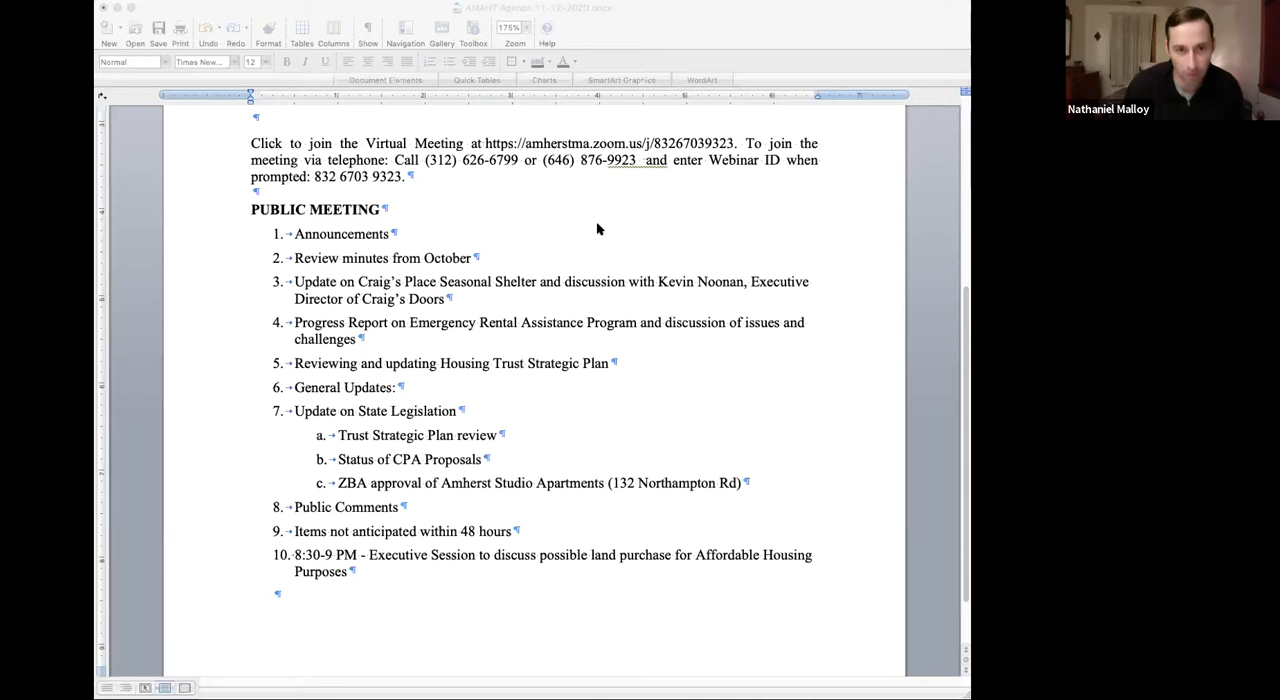 AMAHT Agenda 11-12-2020.docx
New Open Save Print Undo Redo Format Tables Columns Show Navigation Gallery Toolbox Zoom Help
175%
Normal Times New... 12 B I U
Document Elements Quick Tables Charts SmartArt Graphics WordArt
Click to join the Virtual Meeting at https://amherstma.zoom.us/j/83267039323. To join the
meeting via telephone: Call (312) 626-6799 or (646) 876-9923 and enter Webinar ID when
prompted: 832 6703 9323.
PUBLIC MEETING
1. Announcements
2. Review minutes from October
3. Update on Craig's Place Seasonal Shelter and discussion with Kevin Noonan, Executive
Director of Craig's Doors
4. Progress Report on Emergency Rental Assistance Program and discussion of issues and
challenges
5. Reviewing and updating Housing Trust Strategic Plan
6. General Updates:
7. Update on State Legislation
a. Trust Strategic Plan review
b. Status of CPA Proposals
c. ZBA approval of Amherst Studio Apartments (132 Northampton Rd)
8. Public Comments
9. Items not anticipated within 48 hours
10. 8:30-9 PM - Executive Session to discuss possible land purchase for Affordable Housing
Purposes
Nathaniel Malloy